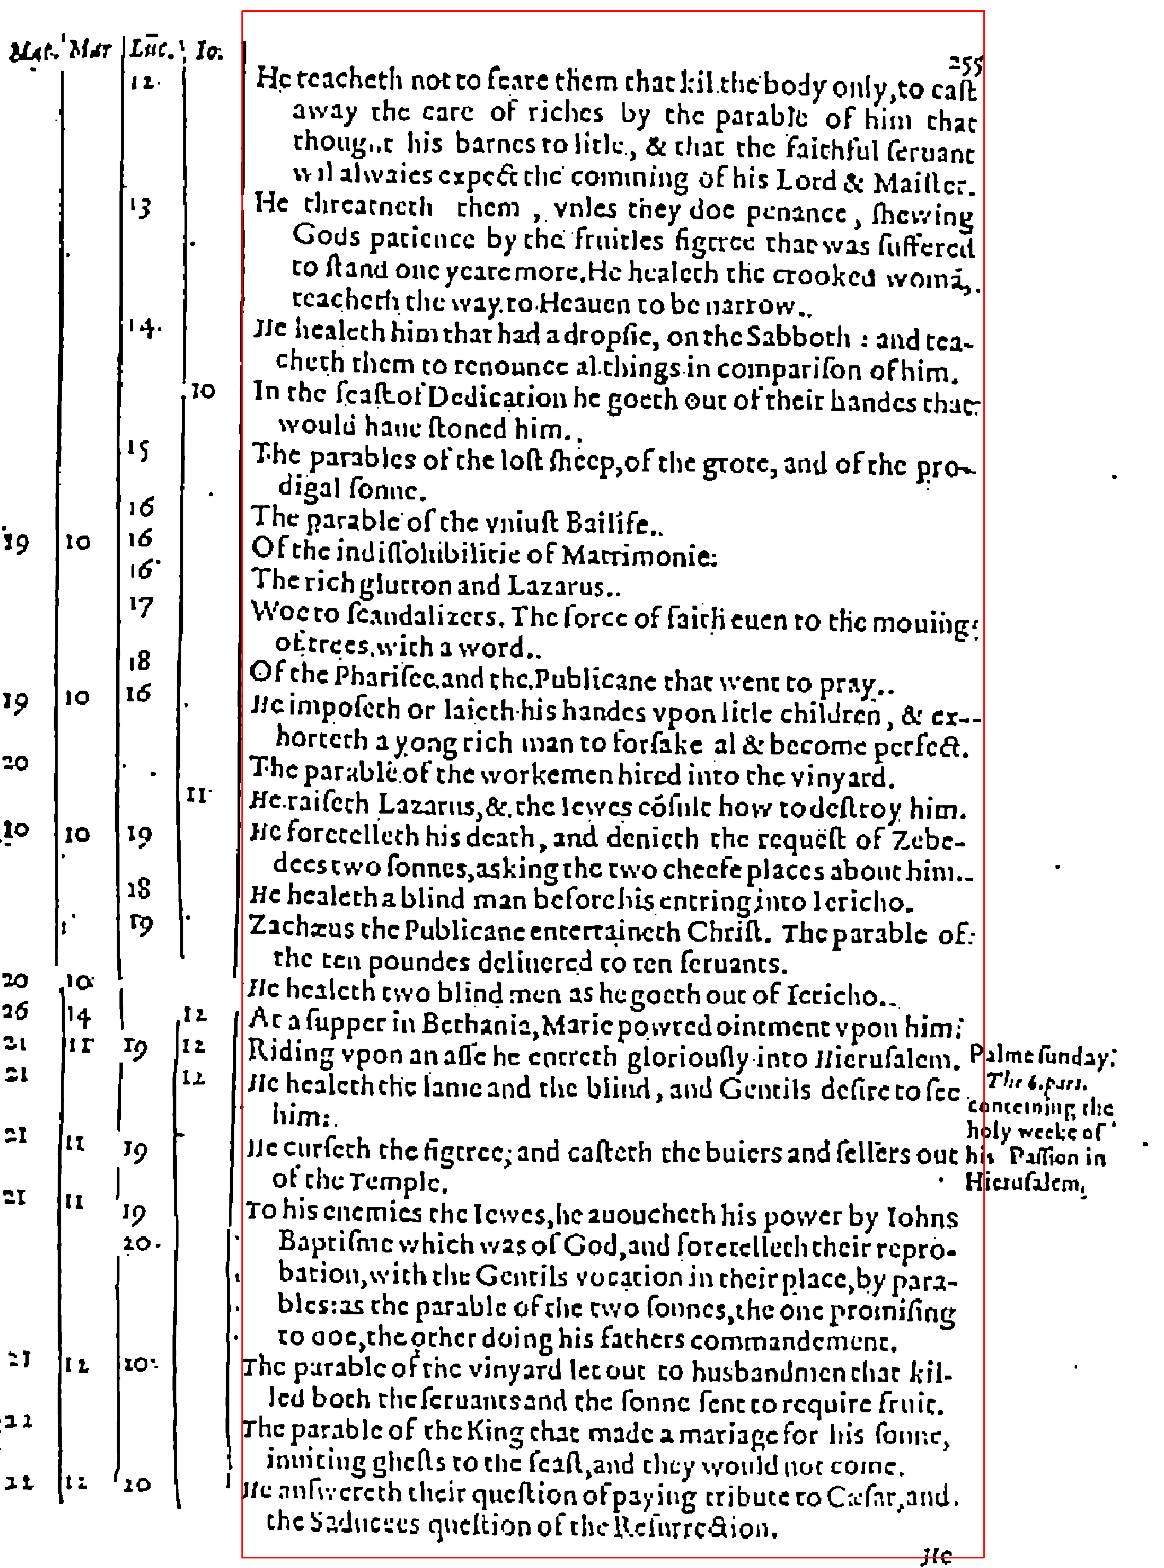 Mat. Mar Luc. Io.
255
12. He teacheth not to feare them that kil the body only, to caſt
away the care of riches by the parable of him that
thought his barnes to litle, & that the faithful ſeruant
wil alwaies expect the comming of his Lord & Maiſter.
13 He threatneth them, vnles they doe penance, ſhewing
Gods patience by the fruitles figtree that was ſuffered
to ſtand one yeare more. He healeth the crooked womã,
teacheth the way to Heauen to be narrow.
14. He healeth him that had a dropſie, on the Sabboth : and tea-
cheth them to renounce al things in compariſon of him.
10 In the feaſt of Dedication he goeth out of their handes that
would haue ſtoned him.
15 The parables of the loſt ſheep, of the grote, and of the pro-
digal ſonne.
16 The parable of the vniuſt Bailife.
19 10 16 Of the indiſſolubilitie of Matrimonie:
16 The rich glutton and Lazarus.
17 Woe to ſcandalizers. The force of faith euen to the mouing
of trees with a word.
18 Of the Phariſee and the Publicane that went to pray.
19 10 16 He impoſeth or laieth his handes vpon litle children, & ex-
horteth a yong rich man to forſake al & become perfect.
20 The parable of the workemen hired into the vinyard.
11 He raiſeth Lazarus, & the Iewes cõſult how to deſtroy him.
20 10 19 He foretelleth his death, and denieth the requeſt of Zebe-
dees two ſonnes, asking the two cheefe places about him.
18 He healeth a blind man before his entring into Iericho.
19 Zachæus the Publicane entertaineth Chriſt. The parable of
the ten poundes deliuered to ten ſeruants.
20 10 He healeth two blind men as he goeth out of Iericho.
26 14 12 At a ſupper in Bethania, Marie powred ointment vpon him:
21 11 19 12 Riding vpon an aſſe he entreth gloriouſly into Hieruſalem. Palme ſunday.
21 12 He healeth the lame and the blind, and Gentils deſire to ſee
him:
The 6. part.
concerning the
holy weeke of
his Paſſion in
Hieruſalem.
21 11 19 He curſeth the figtree; and caſteth the buiers and ſellers out
of the Temple.
21 11 19 To his enemies the Iewes, he auoucheth his power by Iohns
20. Baptiſme which was of God, and foretelleth their repro-
bation, with the Gentils vocation in their place, by para-
bles: as the parable of the two ſonnes, the one promiſing
to doe, the other doing his fathers commandement.
21 12 20 The parable of the vinyard let out to husbandmen that kil-
led both the ſeruants and the ſonne ſent to require fruit.
22 The parable of the King that made a mariage for his ſonne,
inuiting gheſts to the feaſt, and they would not come.
22 12 20 He anſwereth their queſtion of paying tribute to Cæſar, and
the Saducees queſtion of the Reſurrection.
He